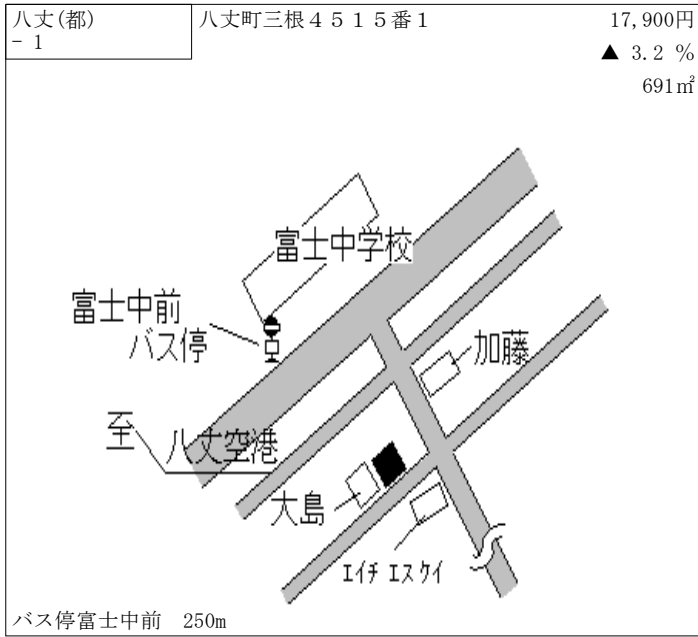 八丈(都)
- 1
八丈町三根４５１５番１
17,900円
▲ 3.2 %
691㎡
富士中学校
富士中前
バス停
加藤
至
八丈空港
大島
ｴｲﾁ ｴｽｹｲ
バス停富士中前 250m